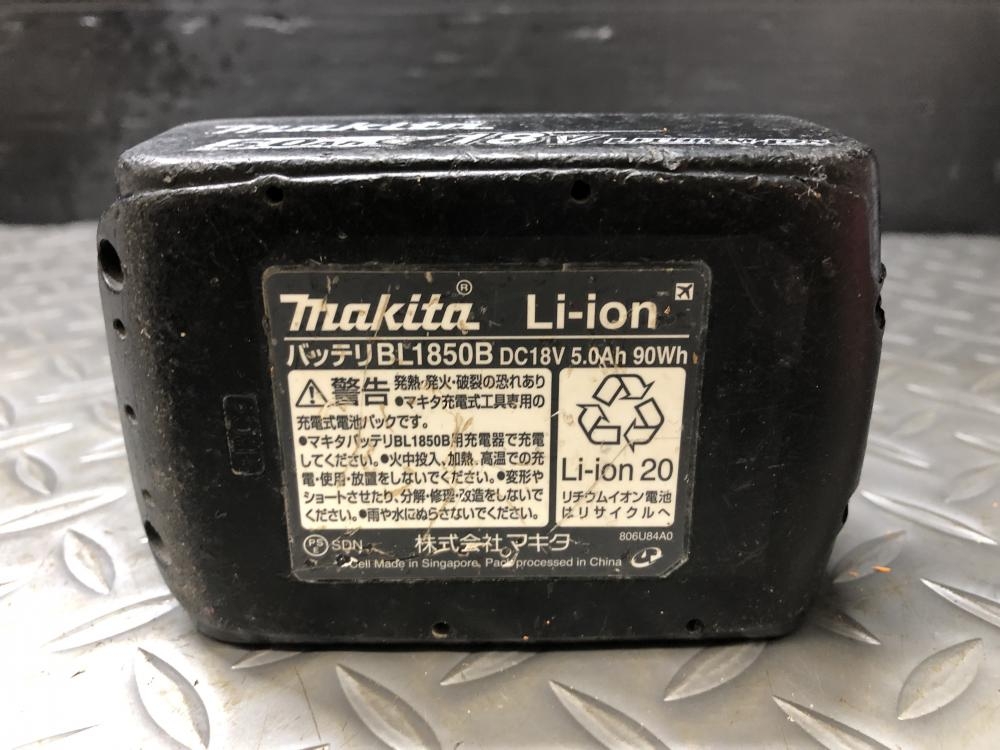 makita
18V
makita® Li-ion
バッテリBL1850B DC18V 5.0Ah 90Wh
警告 発熱・発火・破裂の恐れあり
●マキタ充電式工具専用の
充電式電池パックです。
●マキタバッテリBL1850B用充電器で充電
してください。●火中投入、加熱、高温での充
電・使用・放置をしないでください。●変形や
ショートさせたり、分解・修理・改造をしないで
ください。●雨や水にぬらさないでください。
Li-ion 20
リチウムイオン電池
はリサイクルへ
PSE SDN 株式会社マキタ
806U84A0
Cell Made in Singapore, Pack processed in China